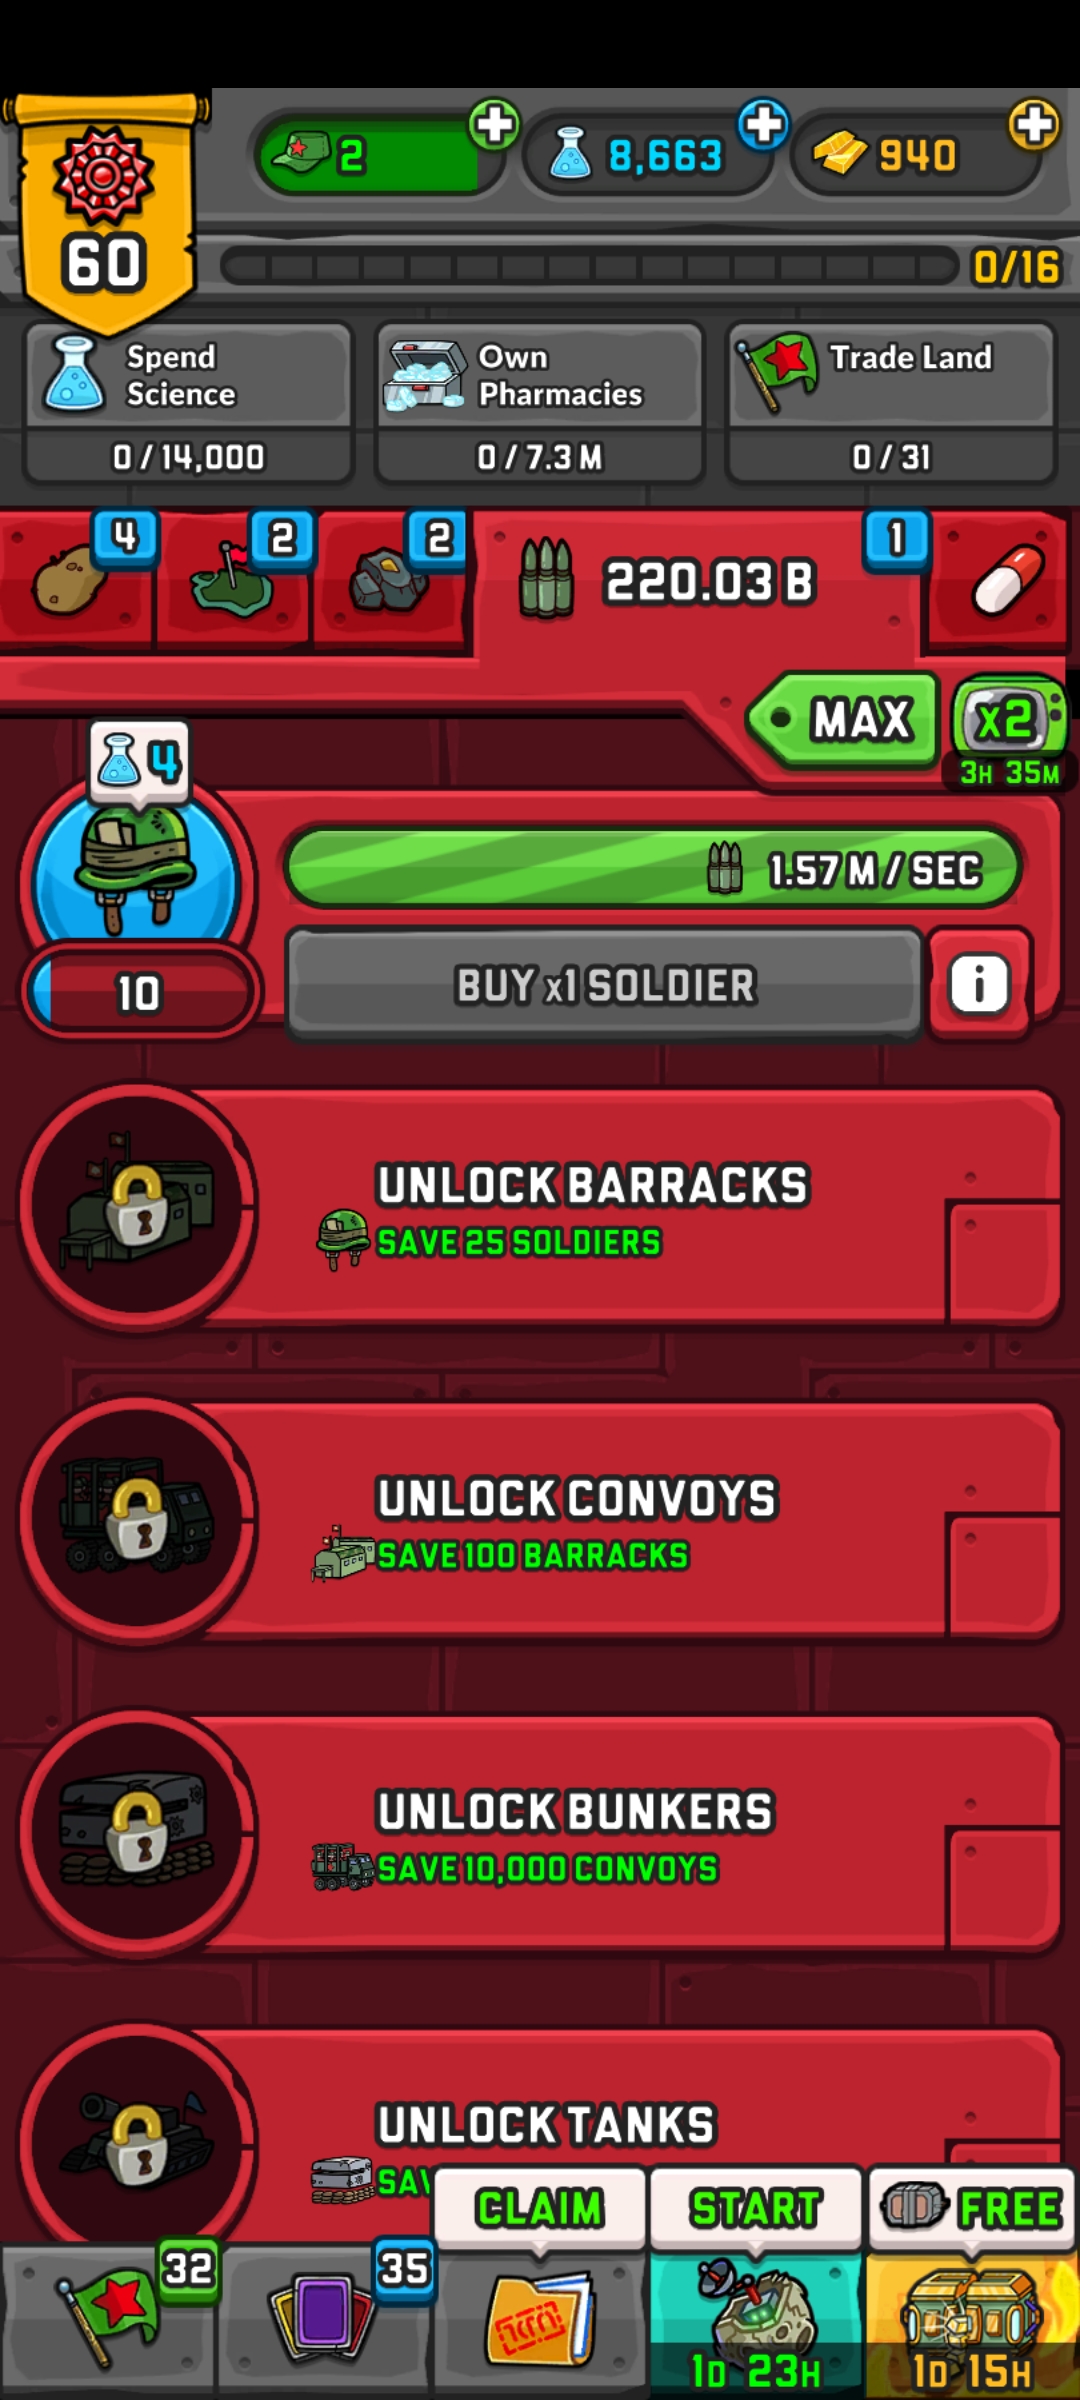 2
8,663
940
60
0/16
Spend
Science
0/14,000
Own
Pharmacies
0/7.3 M
Trade Land
0/31
4
2
2
220.03 B
1
MAX
x2
3H 35M
4
1.57 M / SEC
10
BUY x1 SOLDIER
i
UNLOCK BARRACKS
SAVE 25 SOLDIERS
UNLOCK CONVOYS
SAVE 100 BARRACKS
UNLOCK BUNKERS
SAVE 10,000 CONVOYS
UNLOCK TANKS
CLAIM
START
FREE
32
35
1D 23H
1D 15H